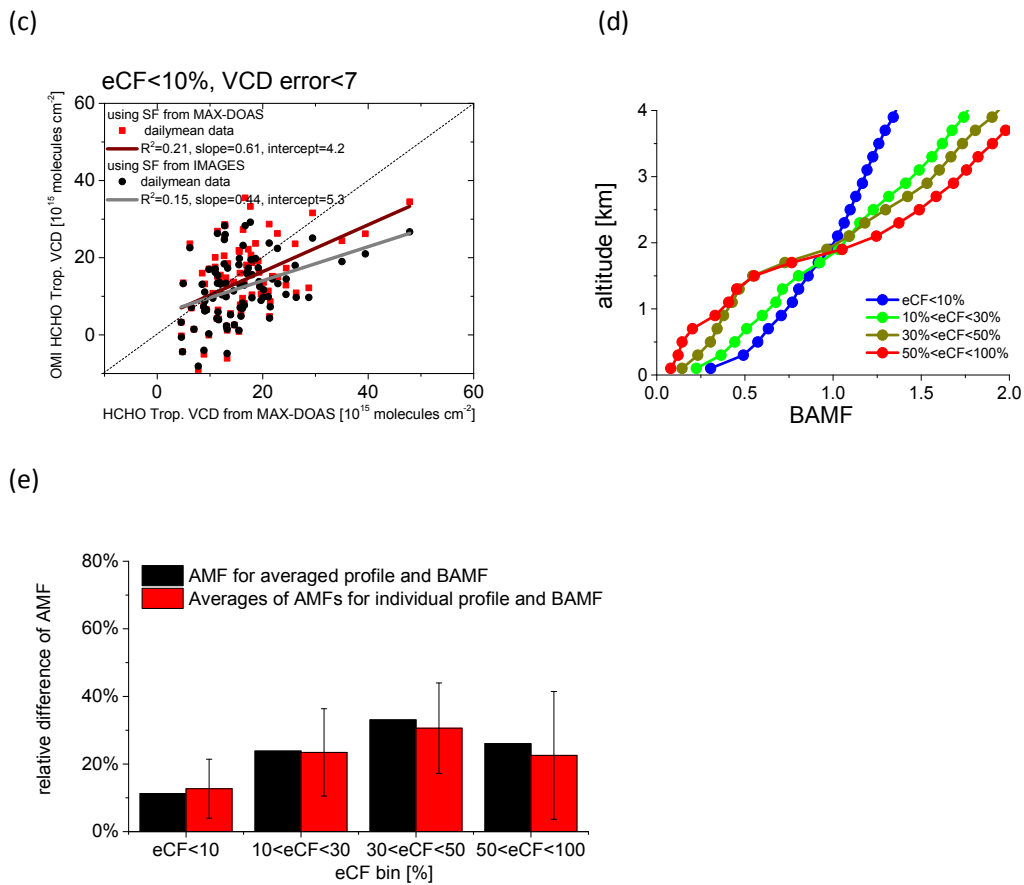 (c)
eCF<10%, VCD error<7
OMI HCHO Trop. VCD [10¹⁵ molecules cm⁻²]
60
40
20
0
using SF from MAX-DOAS
dailymean data
R²=0.21, slope=0.61, intercept=4.2
using SF from IMAGES
dailymean data
R²=0.15, slope=0.44, intercept=5.3
0
20
40
60
HCHO Trop. VCD from MAX-DOAS [10¹⁵ molecules cm⁻²]
(d)
altitude [km]
4
3
2
1
0
eCF<10%
10%<eCF<30%
30%<eCF<50%
50%<eCF<100%
0.0
0.5
1.0
1.5
2.0
BAMF
(e)
relative difference of AMF
80%
60%
40%
20%
0%
AMF for averaged profile and BAMF
Averages of AMFs for individual profile and BAMF
eCF<10
10<eCF<30
30<eCF<50
50<eCF<100
eCF bin [%]